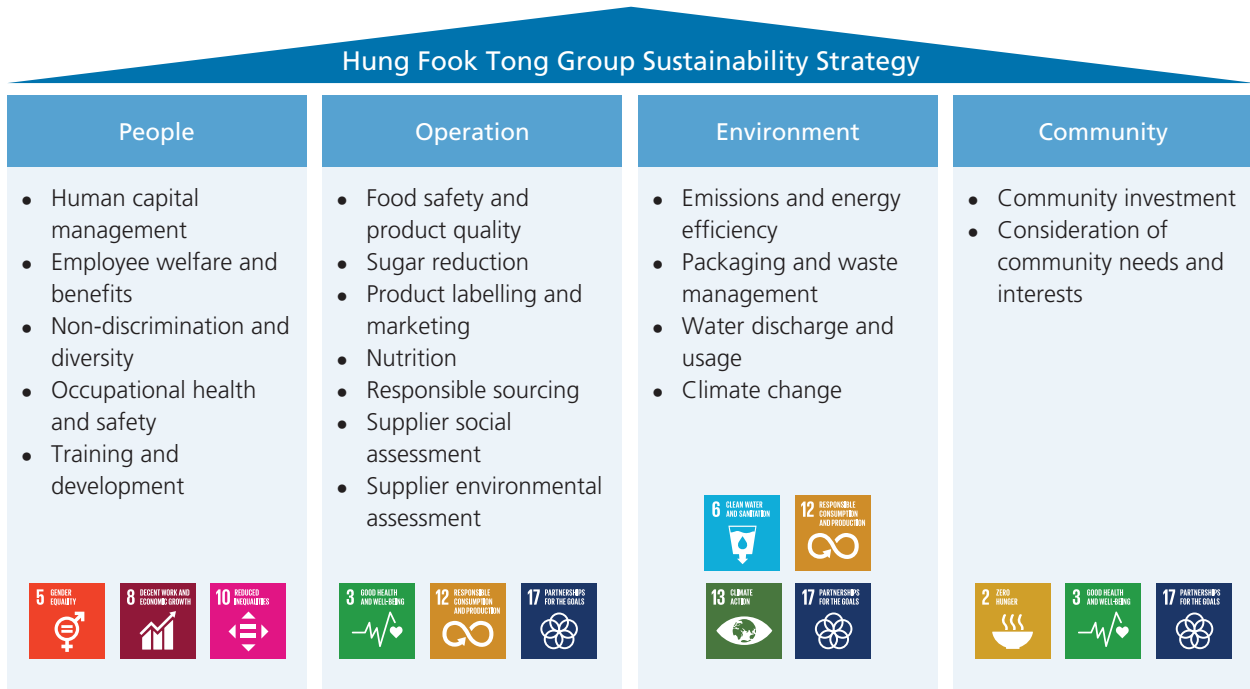 Hung Fook Tong Group Sustainability Strategy
People
• Human capital
management
• Employee welfare and
benefits
• Non-discrimination and
diversity
• Occupational health
and safety
• Training and
development
5 GENDER
EQUALITY
8 DECENT WORK AND
ECONOMIC GROWTH
10 REDUCED
INEQUALITIES
Operation
• Food safety and
product quality
• Sugar reduction
• Product labelling and
marketing
• Nutrition
• Responsible sourcing
• Supplier social
assessment
• Supplier environmental
assessment
3 GOOD HEALTH
AND WELL-BEING
12 RESPONSIBLE
CONSUMPTION
AND PRODUCTION
17 PARTNERSHIPS
FOR THE GOALS
Environment
• Emissions and energy
efficiency
• Packaging and waste
management
• Water discharge and
usage
• Climate change
6 CLEAN WATER
AND SANITATION
12 RESPONSIBLE
CONSUMPTION
AND PRODUCTION
13 CLIMATE
ACTION
17 PARTNERSHIPS
FOR THE GOALS
Community
• Community investment
• Consideration of
community needs and
interests
2 ZERO
HUNGER
3 GOOD HEALTH
AND WELL-BEING
17 PARTNERSHIPS
FOR THE GOALS